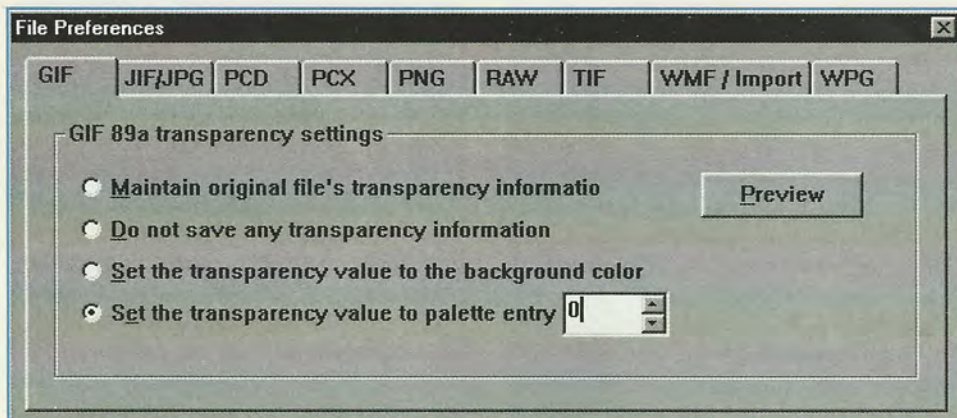 File Preferences
GIF JIF/JPG PCD PCX PNG RAW TIF WMF / Import WPG
GIF 89a transparency settings
Maintain original file's transparency informatio
Preview
Do not save any transparency information
Set the transparency value to the background color
Set the transparency value to palette entry 0